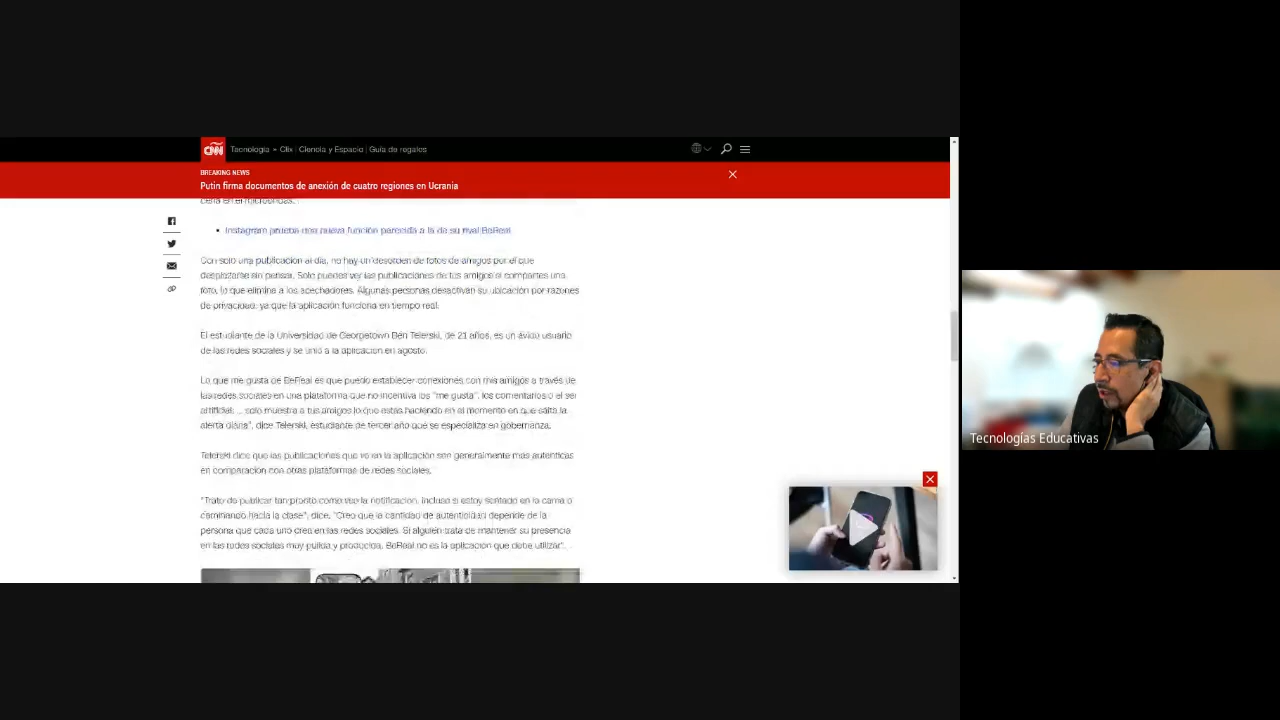 CNN Tecnología • Clix | Ciencia y Espacio | Guía de regalos
BREAKING NEWS
Putin firma documentos de anexión de cuatro regiones en Ucrania
cena en el microondas.
• Instagram prueba una nueva función parecida a la de su rival BeReal
Con solo una publicación al día, no hay un desorden de fotos de amigos por el que
desplazarte sin pensar. Solo puedes ver las publicaciones de tus amigos si compartes una
foto, lo que elimina a los acechadores. Algunas personas desactivan su ubicación por razones
de privacidad, ya que la aplicación funciona en tiempo real.
El estudiante de la Universidad de Georgetown Ben Telerski, de 21 años, es un ávido usuario
de las redes sociales y se unió a la aplicación en agosto.
Lo que me gusta de BeReal es que puedo establecer conexiones con mis amigos a través de
las redes sociales en una plataforma que no incentiva los "me gusta", los comentarios o el ser
artificial... solo muestra a tus amigos lo que estás haciendo en el momento en que salta la
alerta diaria", dice Telerski, estudiante de tercer año que se especializa en gobernanza.
Telerski dice que las publicaciones que ve en la aplicación son generalmente más auténticas
en comparación con otras plataformas de redes sociales.
"Trato de publicar tan pronto como veo la notificación, incluso si estoy sentado en la cama o
caminando hacia la clase", dice. "Creo que la cantidad de autenticidad depende de la
persona que cada uno crea en las redes sociales. Si alguien trata de mantener su presencia
en las redes sociales muy pulida y producida, BeReal no es la aplicación que debe utilizar".
Tecnologías Educativas